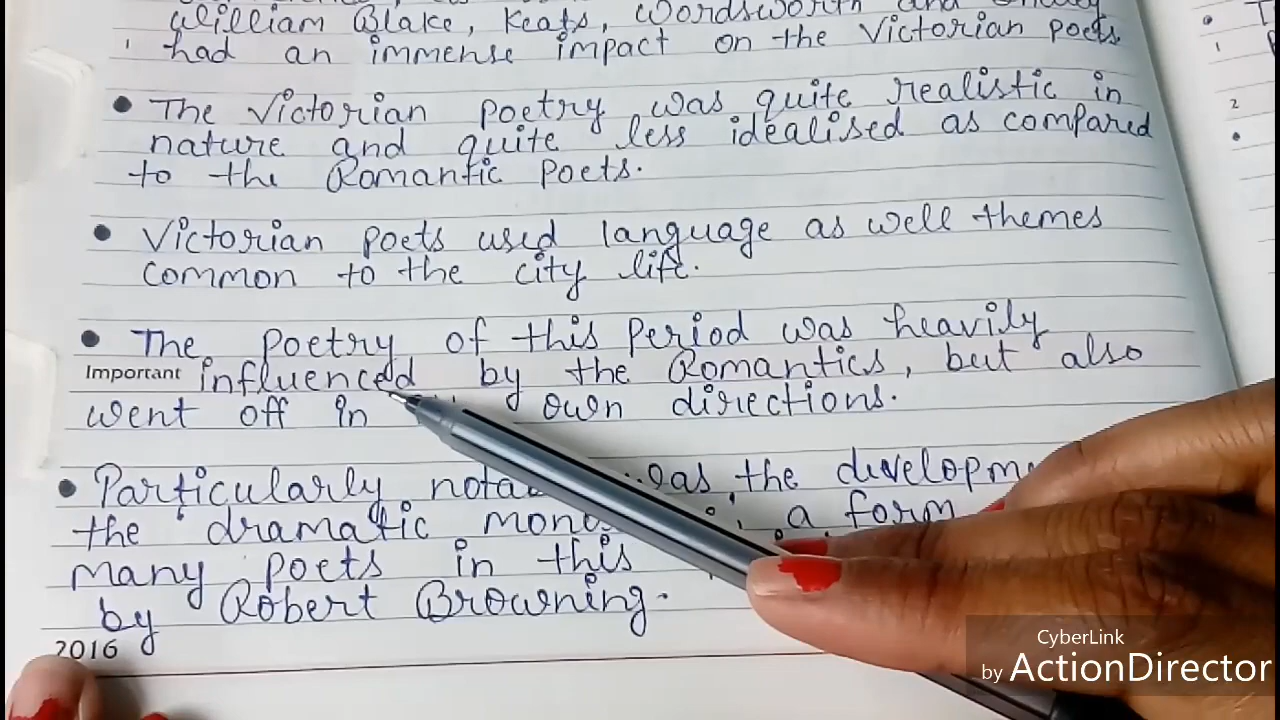 William Blake, Keats, Wordsworth and
had an immense impact on the Victorian poets.
• The Victorian poetry was quite realistic in
nature and quite less idealised as compared
to the Romantic Poets.
• Victorian poets used language as well themes
common to the city life.
• The Poetry of this Period was heavily
Important influenced by the Romantics, but also
went off in own directions.
• Particularly was the
the dramatic a form
many poets in this
by Robert Browning.
2016
1
2
CyberLink
by ActionDirector